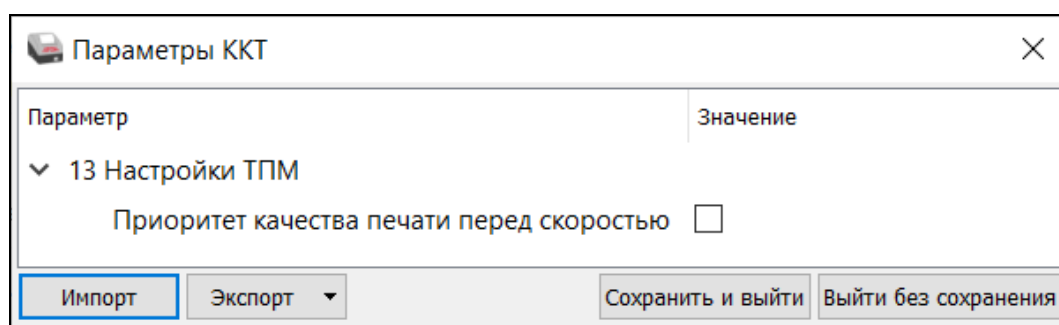 Параметры ККТ
Параметр Значение
13 Настройки ТПМ
Приоритет качества печати перед скоростью
Импорт Экспорт Сохранить и выйти Выйти без сохранения